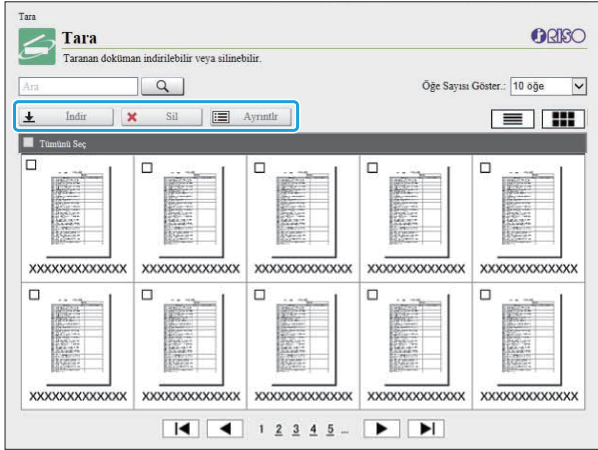 Tara
Tara
RISO
Taranan doküman indirilebilir veya silinebilir.
Ara
Öğe Sayısı Göster.: 10 öğe
İndir Sil Ayrıntlr
Tümünü Seç
XXXXXXXXXXXXX XXXXXXXXXXXXX XXXXXXXXXXXXX XXXXXXXXXXXXX XXXXXXXXXXXXX
XXXXXXXXXXXXX XXXXXXXXXXXXX XXXXXXXXXXXXX XXXXXXXXXXXXX XXXXXXXXXXXXX
1 2 3 4 5 ...